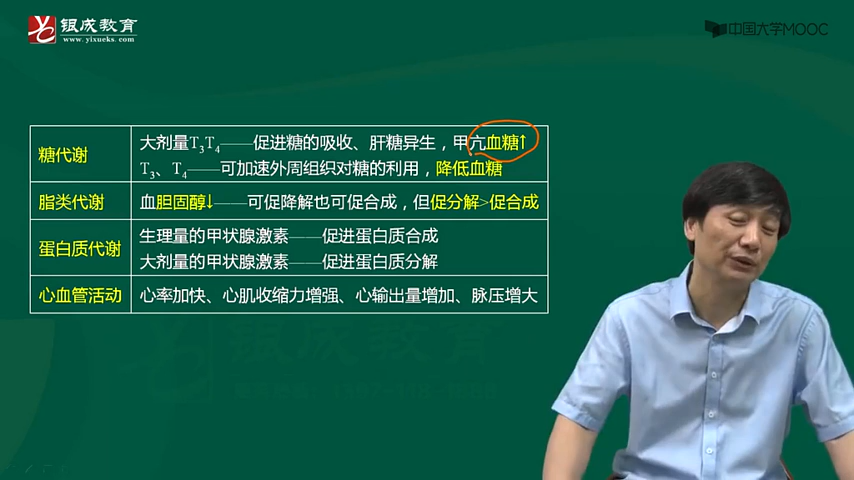 银成教育
www.yixueks.com
中国大学MOOC
糖代谢
大剂量T₃T₄——促进糖的吸收、肝糖异生，甲亢血糖↑
T₃、T₄——可加速外周组织对糖的利用，降低血糖
脂类代谢
血胆固醇↓——可促降解也可促合成，但促分解>促合成
蛋白质代谢
生理量的甲状腺激素——促进蛋白质合成
大剂量的甲状腺激素——促进蛋白质分解
心血管活动
心率加快、心肌收缩力增强、心输出量增加、脉压增大
银成教育